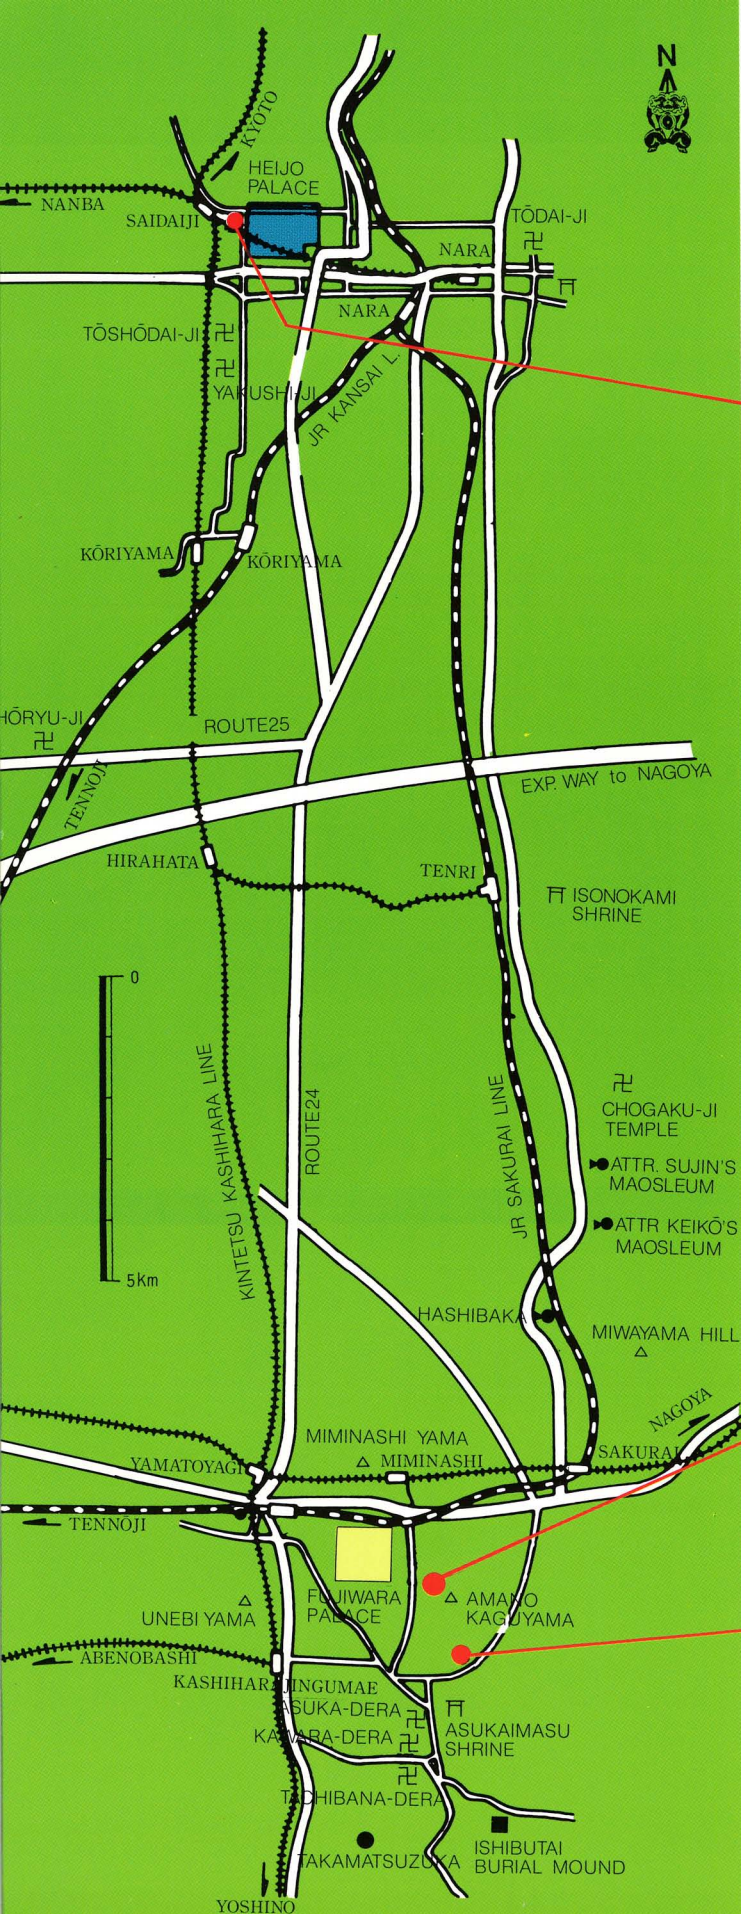 N
KYOTO
HEIJO
PALACE
NANBA
SAIDAIJI
TŌDAI-JI
NARA
NARA
TŌSHŌDAI-JI
YAKUSHI-JI
JR KANSAI L.
KŌRIYAMA
KŌRIYAMA
HŌRYU-JI
ROUTE25
TENNOJI
EXP. WAY to NAGOYA
HIRAHATA
TENRI
ISONOKAMI
SHRINE
0
5km
KINTETSU KASHIHARA LINE
ROUTE24
JR SAKURAI LINE
CHOGAKU-JI
TEMPLE
ATTR. SUJIN'S
MAOSLEUM
ATTR KEIKŌ'S
MAOSLEUM
HASHIBAKA
MIWAYAMA HILL
NAGOYA
MIMINASHI YAMA
MIMINASHI
SAKURAI
YAMATOYAGI
TENNŌJI
FUJIWARA
PALACE
AMANO
KAGUYAMA
UNEBI YAMA
ABENOBASHI
KASHIHARAJINGUMAE
ASUKA-DERA
KAWARA-DERA
ASUKAIMASU
SHRINE
TACHIBANA-DERA
TAKAMATSUZUKA
ISHIBUTAI
BURIAL MOUND
YOSHINO